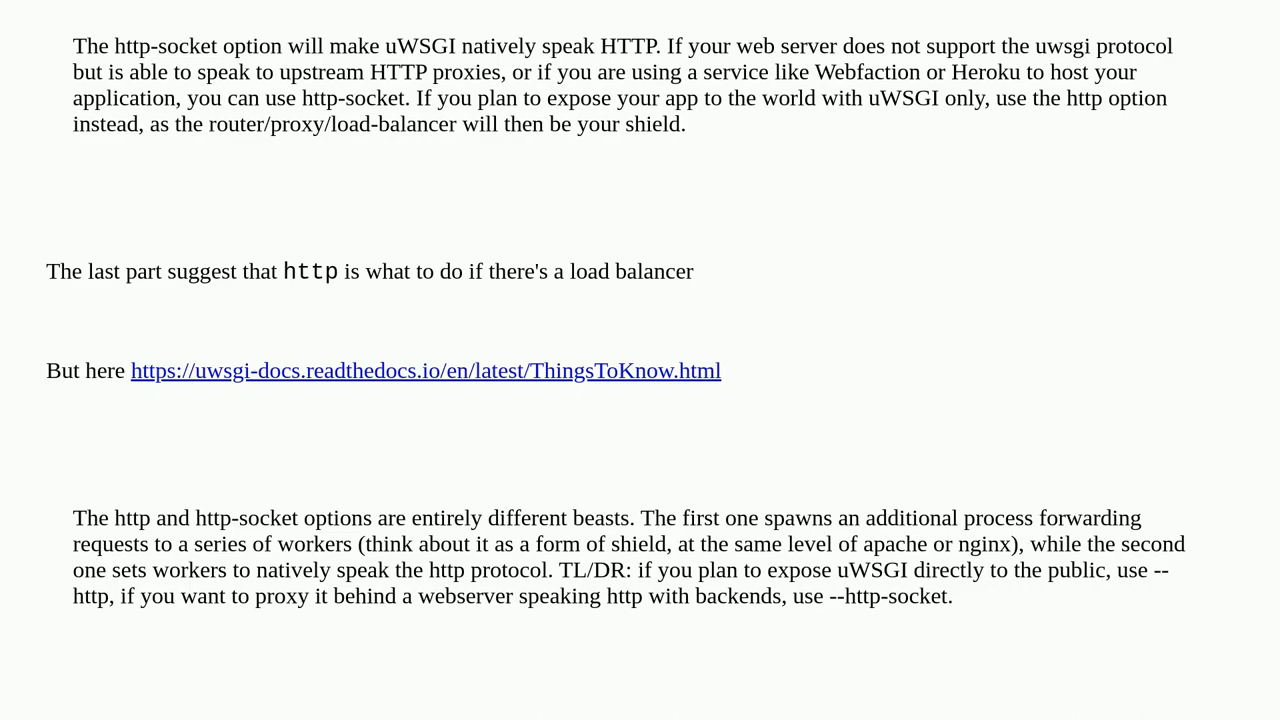 The http-socket option will make uWSGI natively speak HTTP. If your web server does not support the uwsgi protocol
but is able to speak to upstream HTTP proxies, or if you are using a service like Webfaction or Heroku to host your
application, you can use http-socket. If you plan to expose your app to the world with uWSGI only, use the http option
instead, as the router/proxy/load-balancer will then be your shield.
The last part suggest that http is what to do if there's a load balancer
But here https://uwsgi-docs.readthedocs.io/en/latest/ThingsToKnow.html
The http and http-socket options are entirely different beasts. The first one spawns an additional process forwarding
requests to a series of workers (think about it as a form of shield, at the same level of apache or nginx), while the second
one sets workers to natively speak the http protocol. TL/DR: if you plan to expose uWSGI directly to the public, use --
http, if you want to proxy it behind a webserver speaking http with backends, use --http-socket.